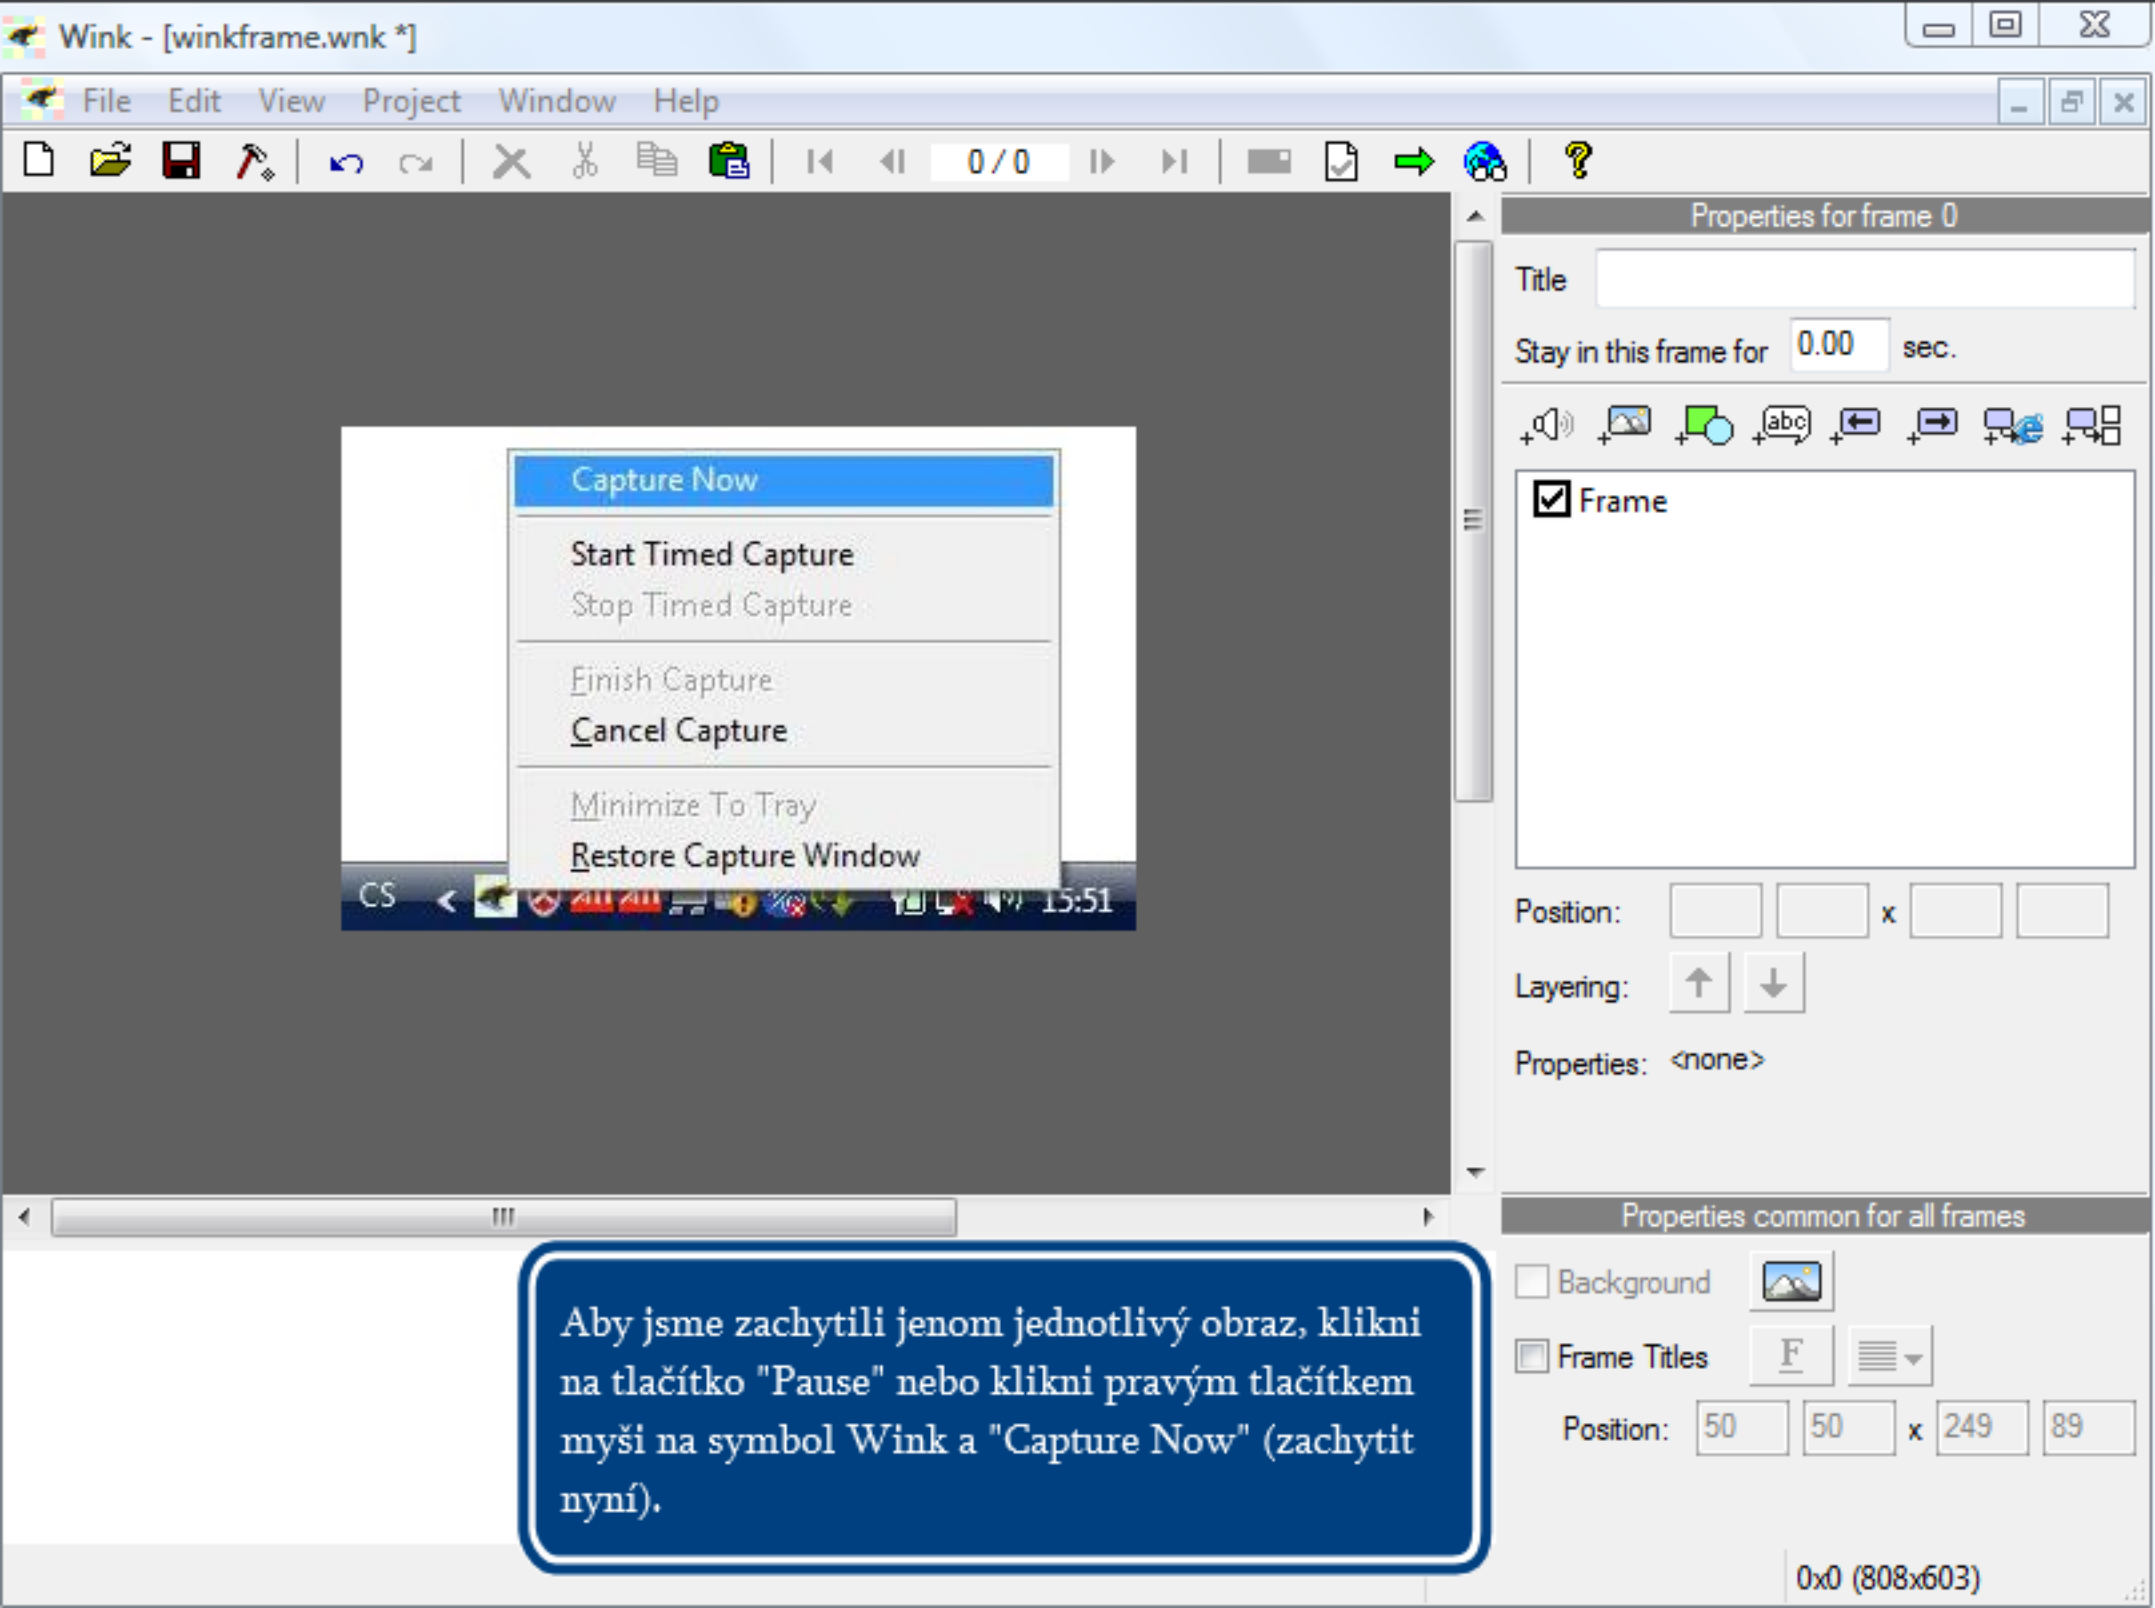 Wink - [winkframe.wnk *]
File Edit View Project Window Help
0 / 0
Properties for frame 0
Title
Stay in this frame for 0.00 sec.
abc
Frame
Capture Now
Start Timed Capture
Stop Timed Capture
Finish Capture
Cancel Capture
Minimize To Tray
Restore Capture Window
CS < 15:51
Position: x
Layering:
Properties: <none>
Properties common for all frames
Background
Frame Titles F
Position: 50 50 x 249 89
Aby jsme zachytili jenom jednotlivý obraz, klikni
na tlačítko "Pause" nebo klikni pravým tlačítkem
myši na symbol Wink a "Capture Now" (zachytit
nyní).
0x0 (808x603)